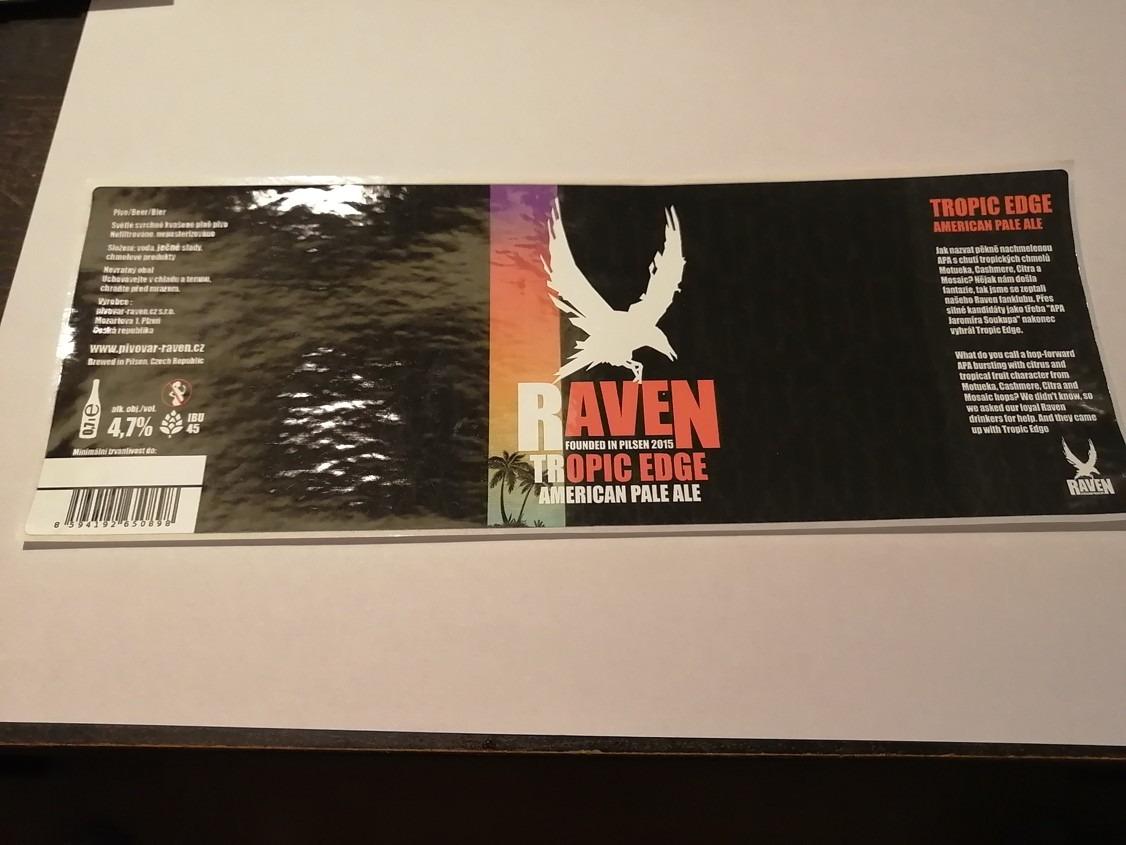 Pivo/Beer/Bier
Světlé svrchně kvašené plné pivo
Nefiltrováno, nepasterizováno
Složení: voda, ječné slady,
chmelové produkty
Nevratný obal
Uchovávejte v chladu a temnu,
chraňte před mrazem.
Výrobce:
pivovar-raven.cz s.r.o.
Mozartova 1, Plzeň
Česká republika
www.pivovar-raven.cz
Brewed in Pilsen, Czech Republic
0,7l
alk. obj./vol.
4,7%
IBU
45
Minimální trvanlivost do:
8 594192 650898
RAVEN
FOUNDED IN PILSEN 2015
TROPIC EDGE
AMERICAN PALE ALE
TROPIC EDGE
AMERICAN PALE ALE
Jak nazvat pěkně nachmelenou
APA s chutí tropických chmelů
Motueka, Cashmere, Citra a
Mosaic? Nějak nám došla
fantazie, tak jsme se zeptali
našeho Raven fanklubu. Přes
silné kandidáty jako třeba "APA
Jaromíra Soukupa" nakonec
vyhrál Tropic Edge.
What do you call a hop-forward
APA bursting with citrus and
tropical fruit character from
Motueka, Cashmere, Citra and
Mosaic hops? We didn't know, so
we asked our loyal Raven
drinkers for help. And they came
up with Tropic Edge
RAVEN